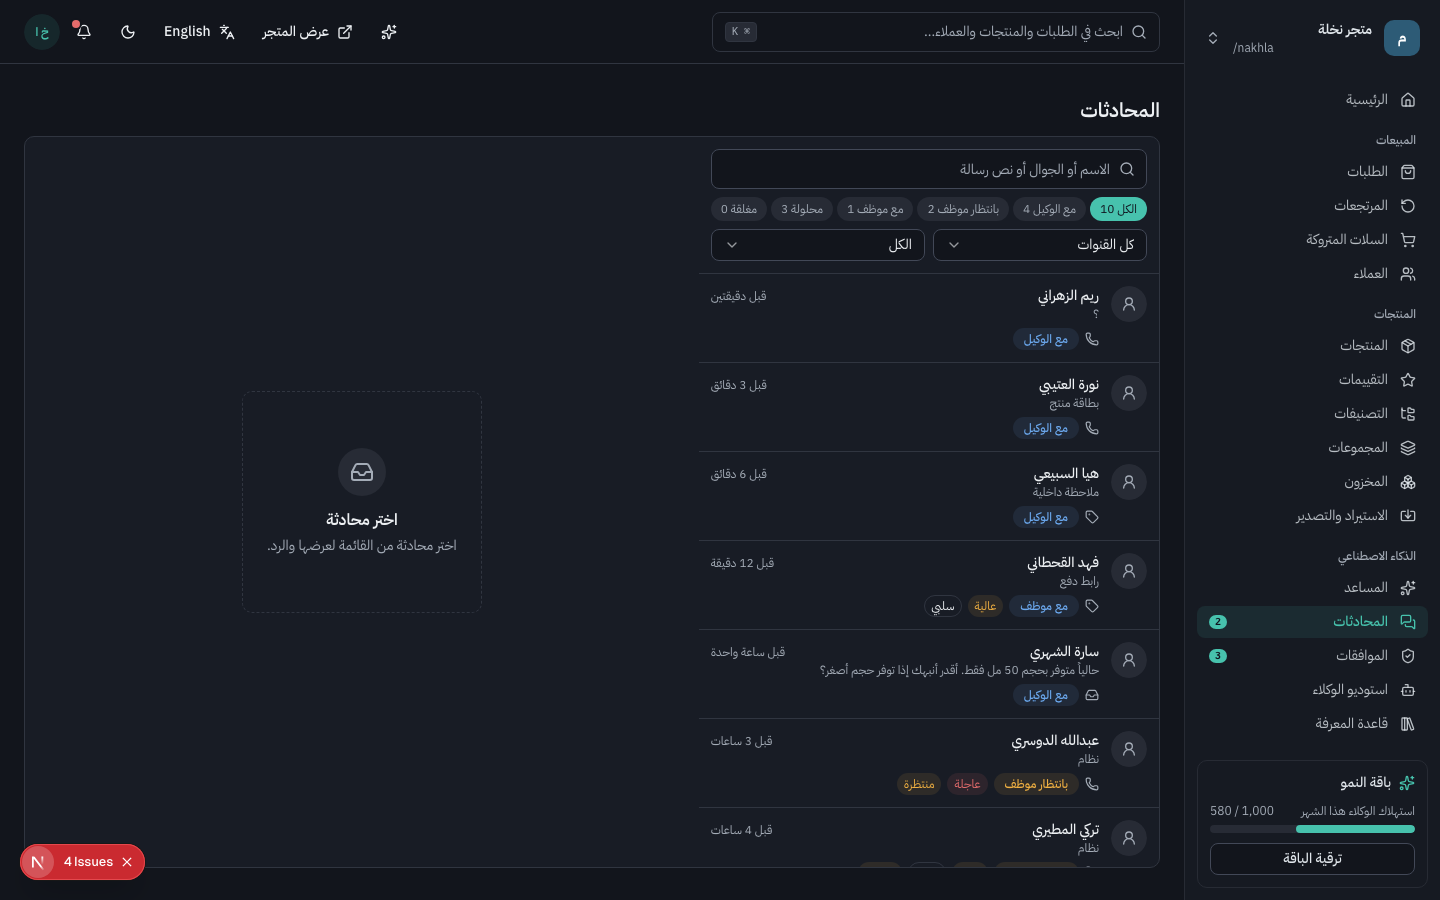 متجر نخلة
/nakhla
م
ابحث في الطلبات والمنتجات والعملاء...
⌘ K
عرض المتجر
English
خ ا
الرئيسية
المبيعات
الطلبات
المرتجعات
السلات المتروكة
العملاء
المنتجات
المنتجات
التقييمات
التصنيفات
المجموعات
المخزون
الاستيراد والتصدير
الذكاء الاصطناعي
المساعد
المحادثات 2
الموافقات 3
استوديو الوكلاء
قاعدة المعرفة
باقة النمو
استهلاك الوكلاء هذا الشهر 580 / 1,000
ترقية الباقة
المحادثات
الاسم أو الجوال أو نص رسالة
الكل 10 مع الوكيل 4 بانتظار موظف 2 مع موظف 1 محلولة 3 مغلقة 0
كل القنوات الكل
ريم الزهراني قبل دقيقتين
؟
مع الوكيل
نورة العتيبي قبل 3 دقائق
بطاقة منتج
مع الوكيل
هيا السبيعي قبل 6 دقائق
ملاحظة داخلية
مع الوكيل
فهد القحطاني قبل 12 دقيقة
رابط دفع
مع موظف عالية سلبي
سارة الشهري قبل ساعة واحدة
حالياً متوفر بحجم 50 مل فقط. أقدر أنبهك إذا توفر حجم أصغر؟
مع الوكيل
عبدالله الدوسري قبل 3 ساعات
نظام
بانتظار موظف عاجلة منتظرة
تركي المطيري قبل 4 ساعات
نظام
اختر محادثة
اختر محادثة من القائمة لعرضها والرد.
N 4 Issues